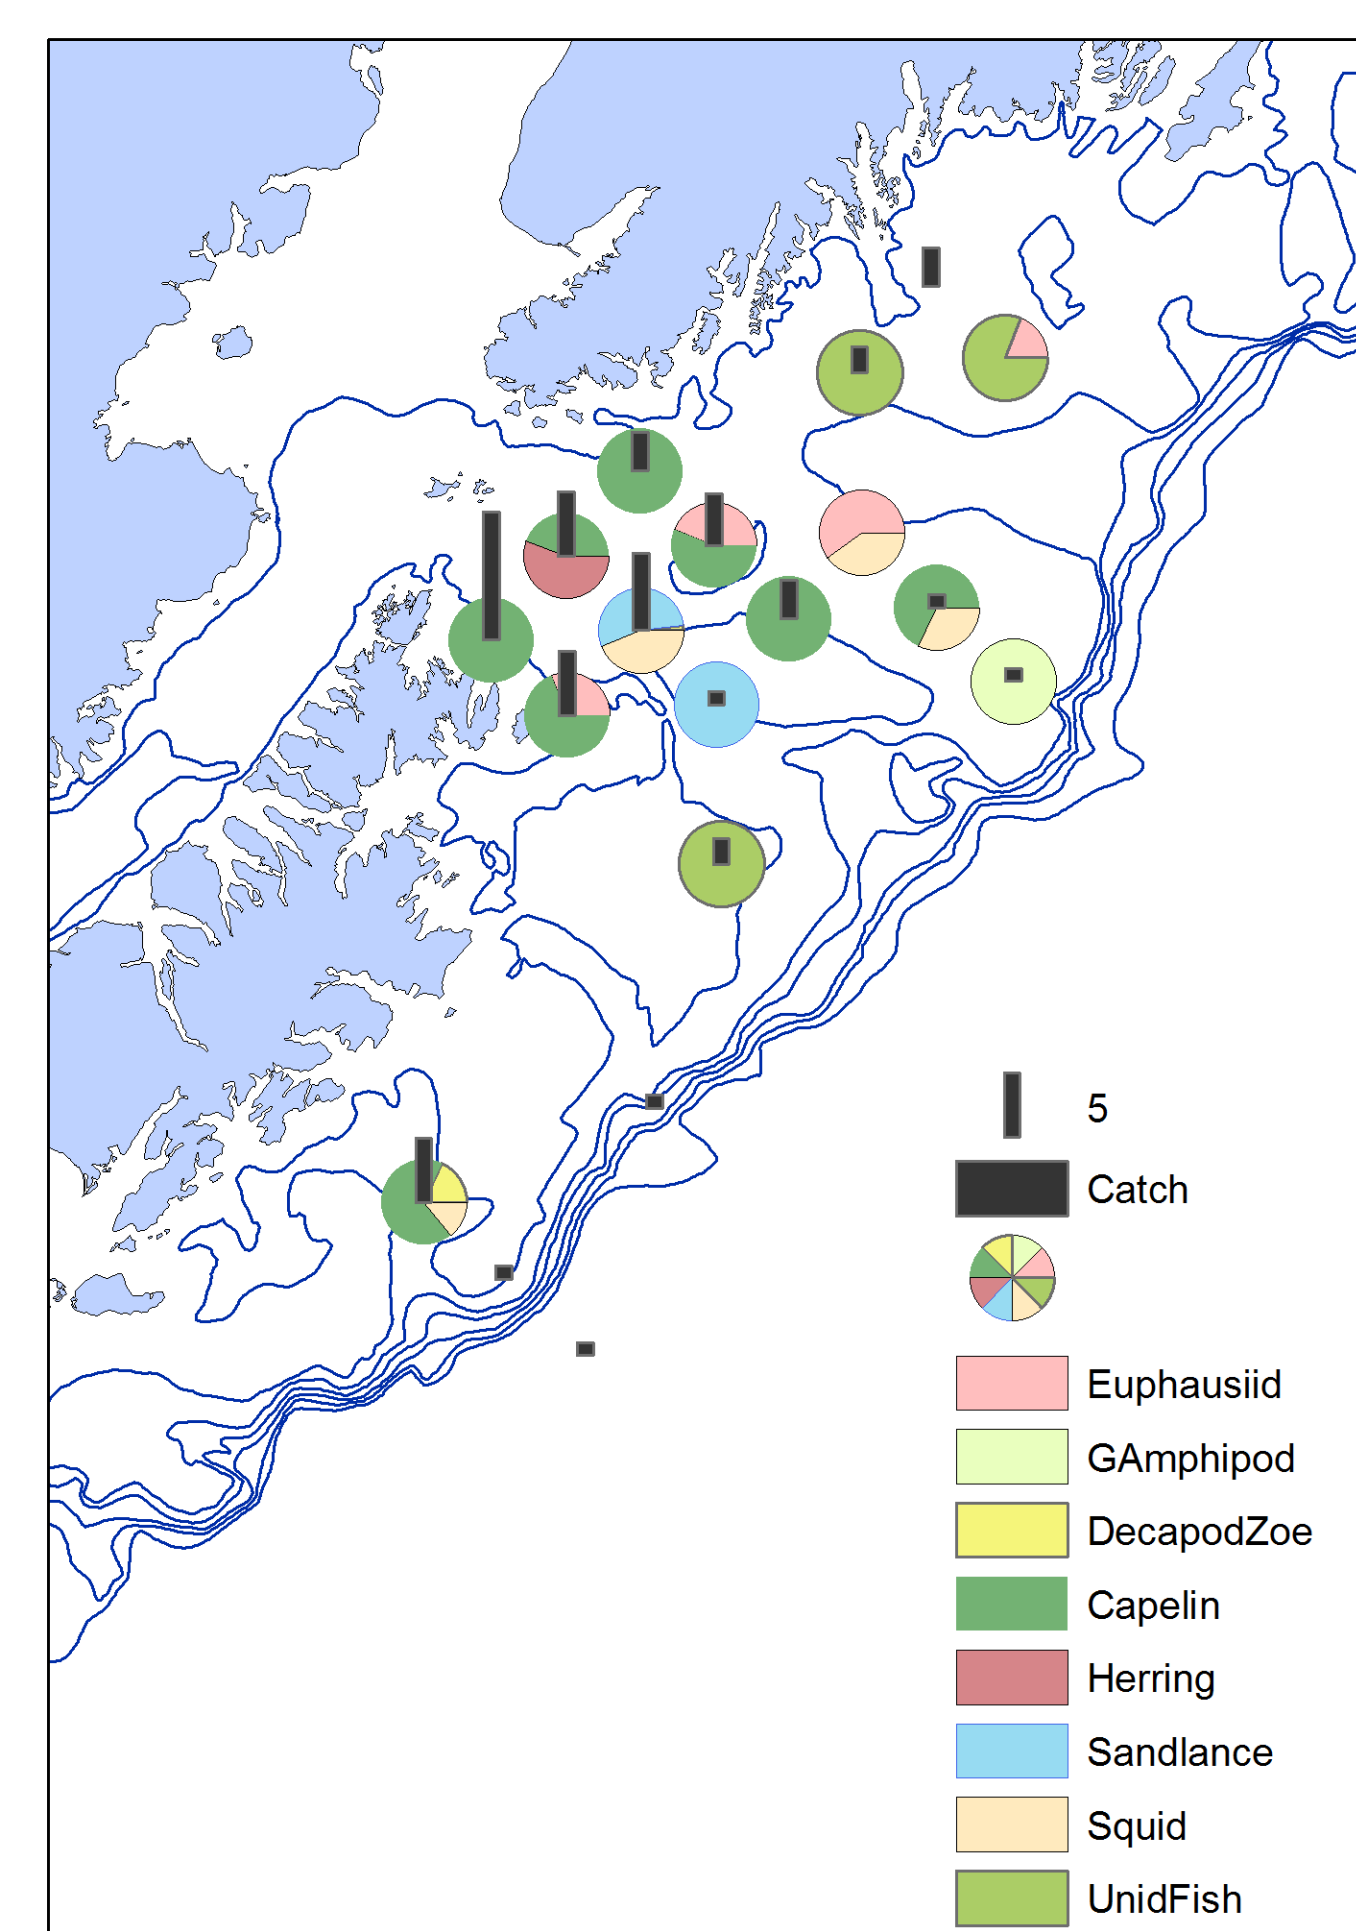 5
Catch
Euphausiid
GAmphipod
DecapodZoe
Capelin
Herring
Sandlance
Squid
UnidFish